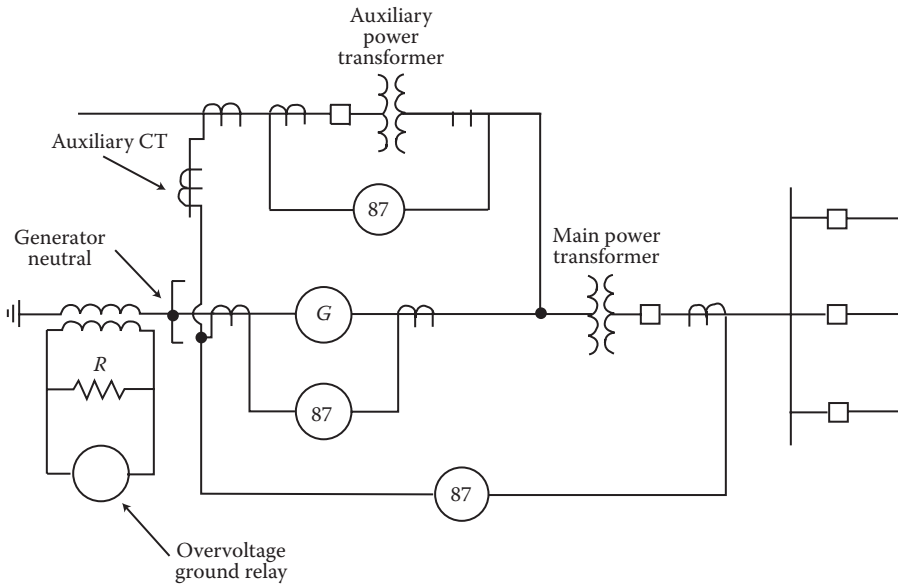 Auxiliary
power
transformer
Auxiliary CT
87
Generator
neutral
Main power
transformer
G
R
87
87
Overvoltage
ground relay